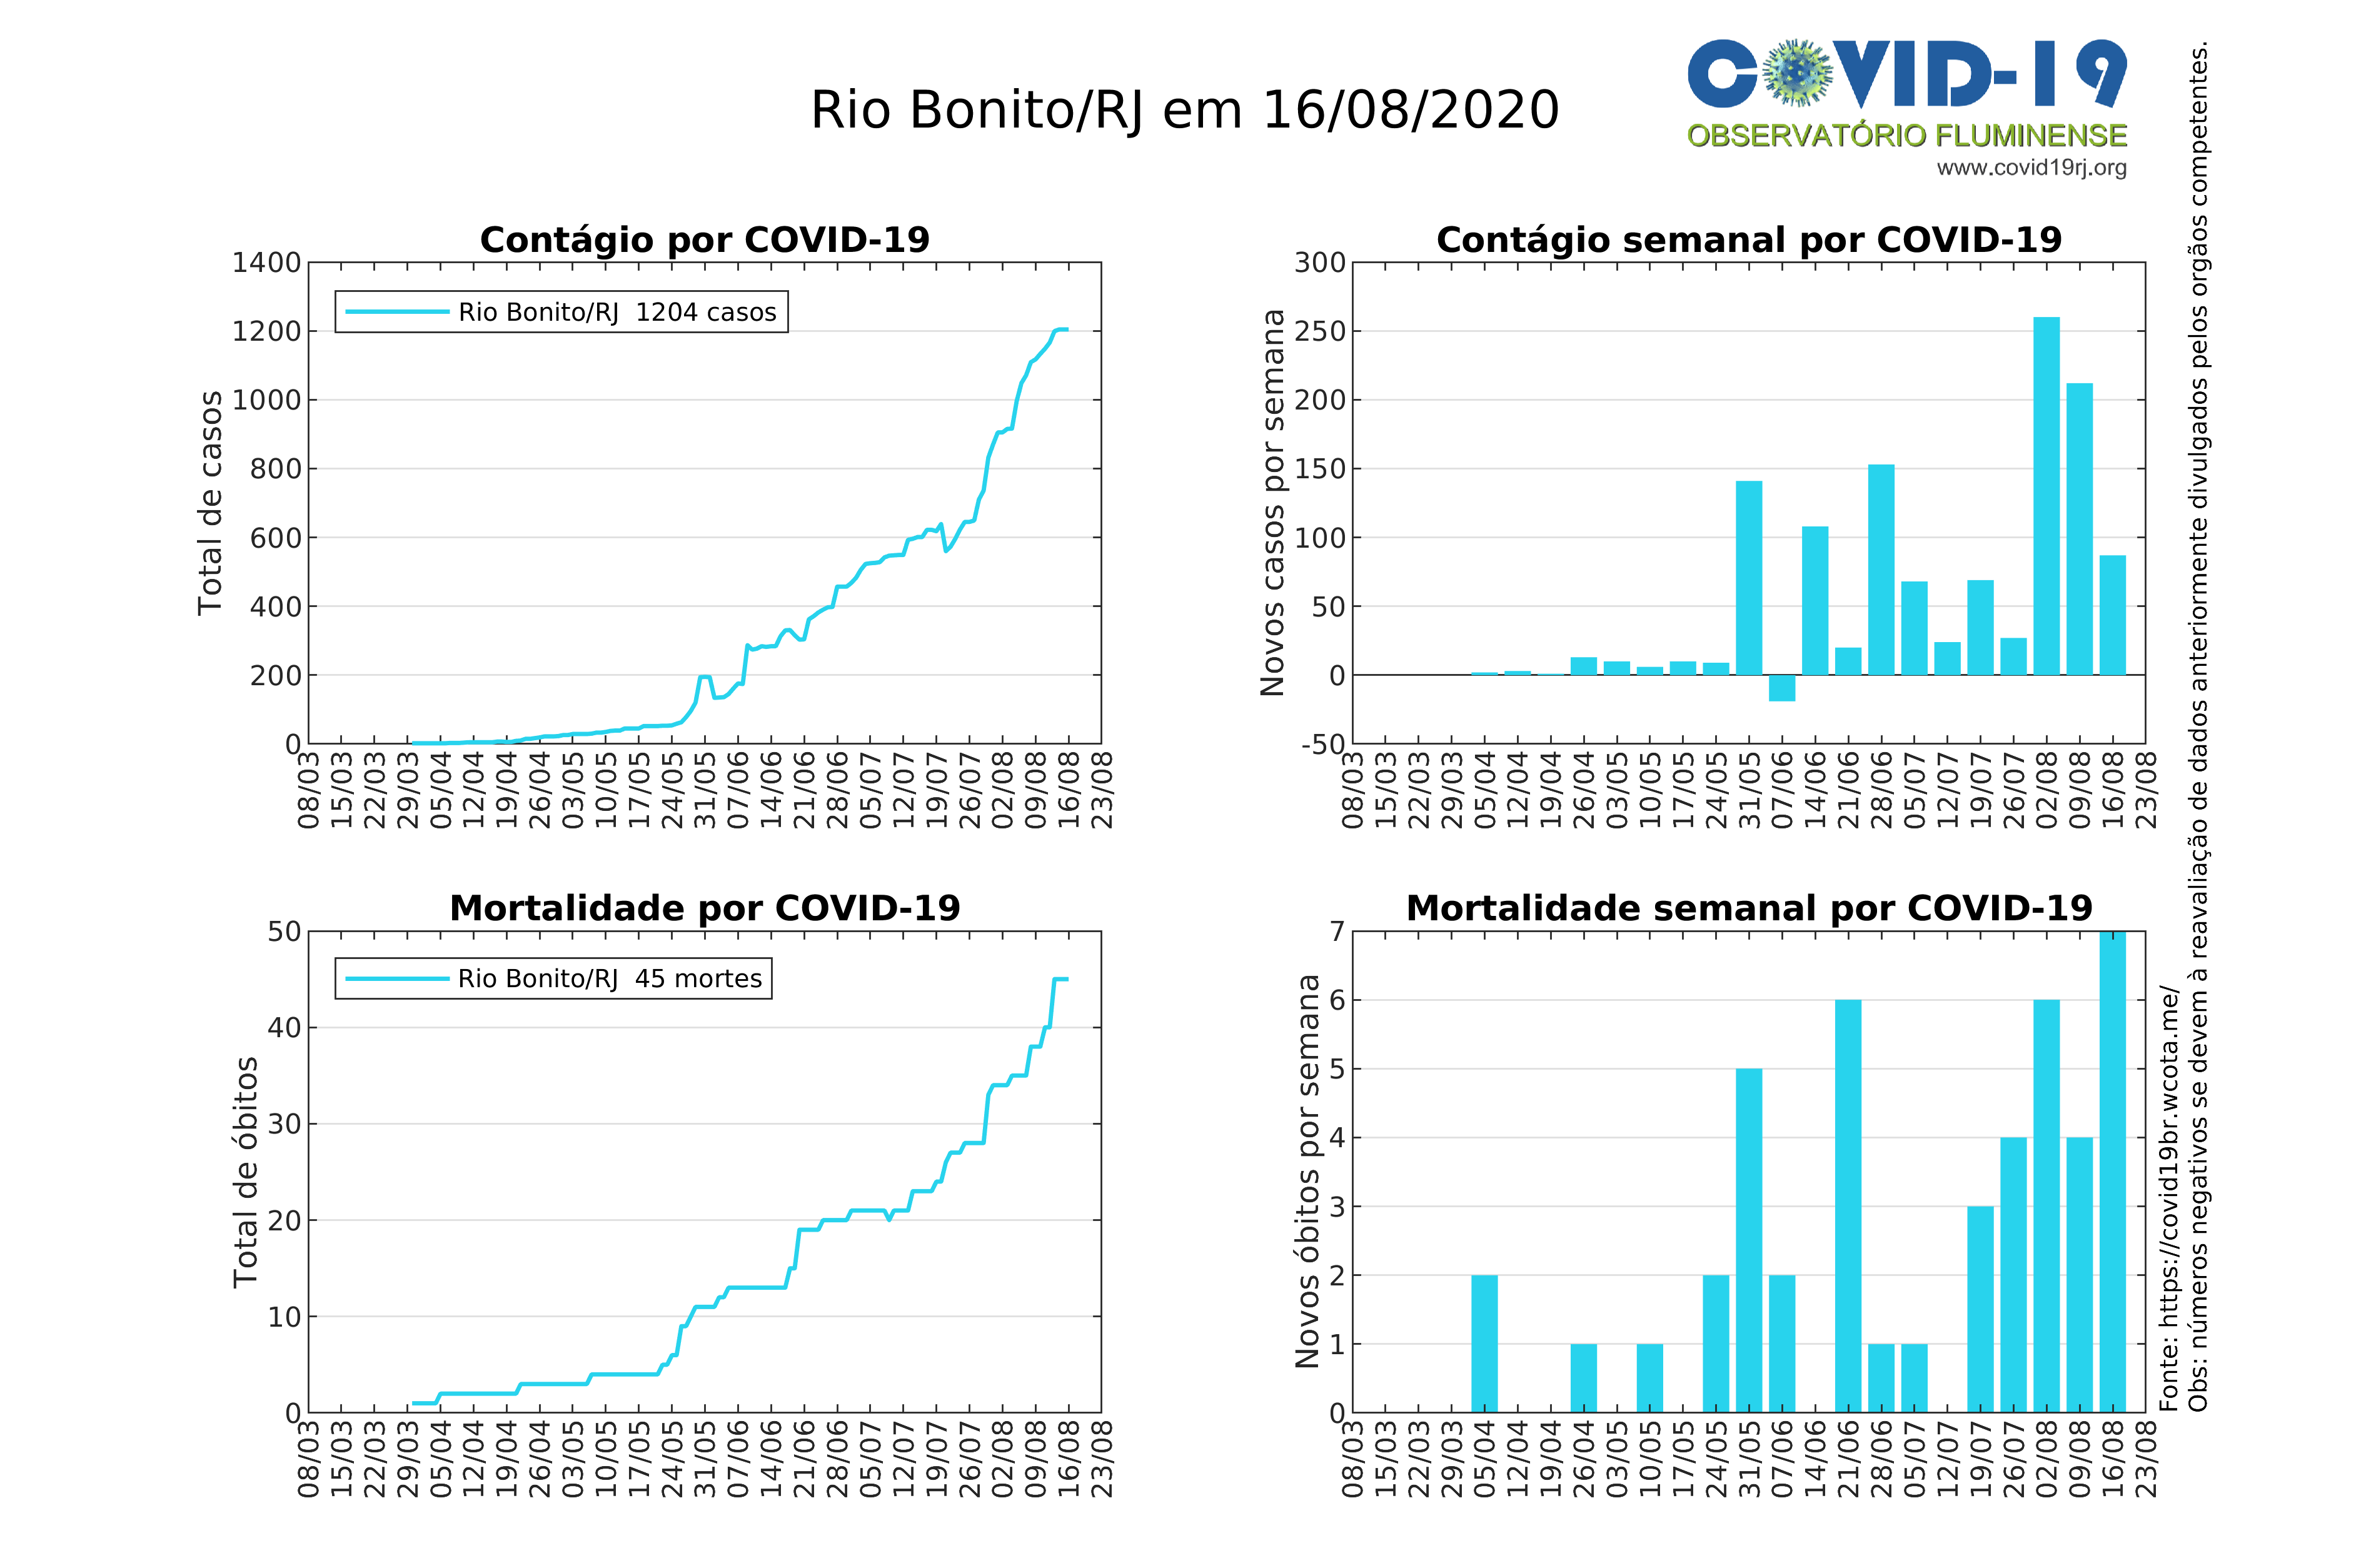 Rio Bonito/RJ em 16/08/2020
COVID-19
OBSERVATÓRIO FLUMINENSE
www.covid19rj.org
Contágio por COVID-19
Total de casos
1400
1200
1000
800
600
400
200
0
Rio Bonito/RJ 1204 casos
08/03 15/03 22/03 29/03 05/04 12/04 19/04 26/04 03/05 10/05 17/05 24/05 31/05 07/06 14/06 21/06 28/06 05/07 12/07 19/07 26/07 02/08 09/08 16/08 23/08
Contágio semanal por COVID-19
Novos casos por semana
300
250
200
150
100
50
0
-50
08/03 15/03 22/03 29/03 05/04 12/04 19/04 26/04 03/05 10/05 17/05 24/05 31/05 07/06 14/06 21/06 28/06 05/07 12/07 19/07 26/07 02/08 09/08 16/08 23/08
Mortalidade por COVID-19
Total de óbitos
50
40
30
20
10
0
Rio Bonito/RJ 45 mortes
08/03 15/03 22/03 29/03 05/04 12/04 19/04 26/04 03/05 10/05 17/05 24/05 31/05 07/06 14/06 21/06 28/06 05/07 12/07 19/07 26/07 02/08 09/08 16/08 23/08
Mortalidade semanal por COVID-19
Novos óbitos por semana
7
6
5
4
3
2
1
0
08/03 15/03 22/03 29/03 05/04 12/04 19/04 26/04 03/05 10/05 17/05 24/05 31/05 07/06 14/06 21/06 28/06 05/07 12/07 19/07 26/07 02/08 09/08 16/08 23/08
Fonte: https://covid19br.wcota.me/
Obs: números negativos se devem à reavaliação de dados anteriormente divulgados pelos orgãos competentes.